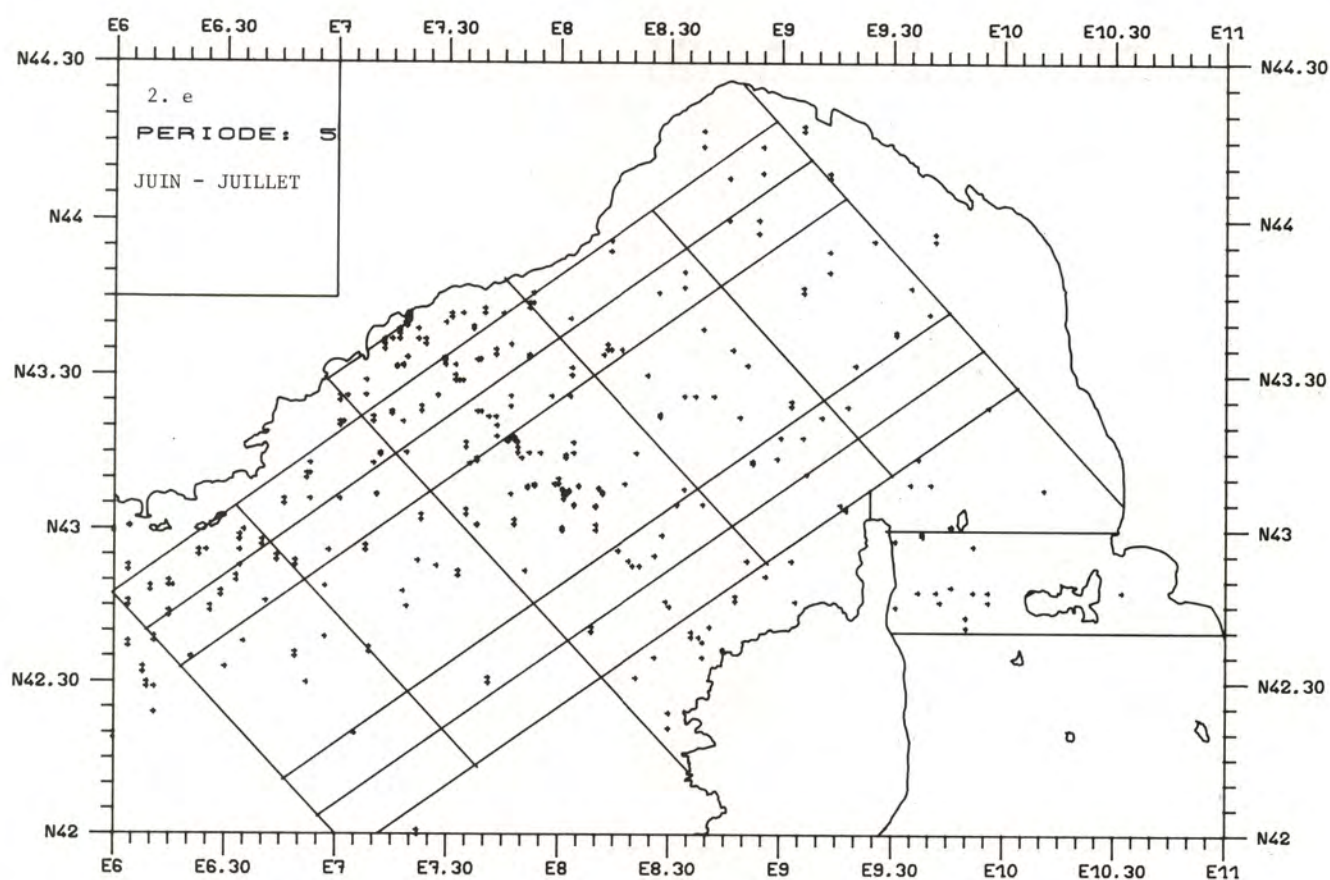 E6 E6.30 E7 E7.30 E8 E8.30 E9 E9.30 E10 E10.30 E11
N44.30 N44.30
2. e
PERIODE: 5
JUIN - JUILLET
N44 N44
N43.30 N43.30
N43 N43
N42.30 N42.30
N42 N42
E6 E6.30 E7 E7.30 E8 E8.30 E9 E9.30 E10 E10.30 E11